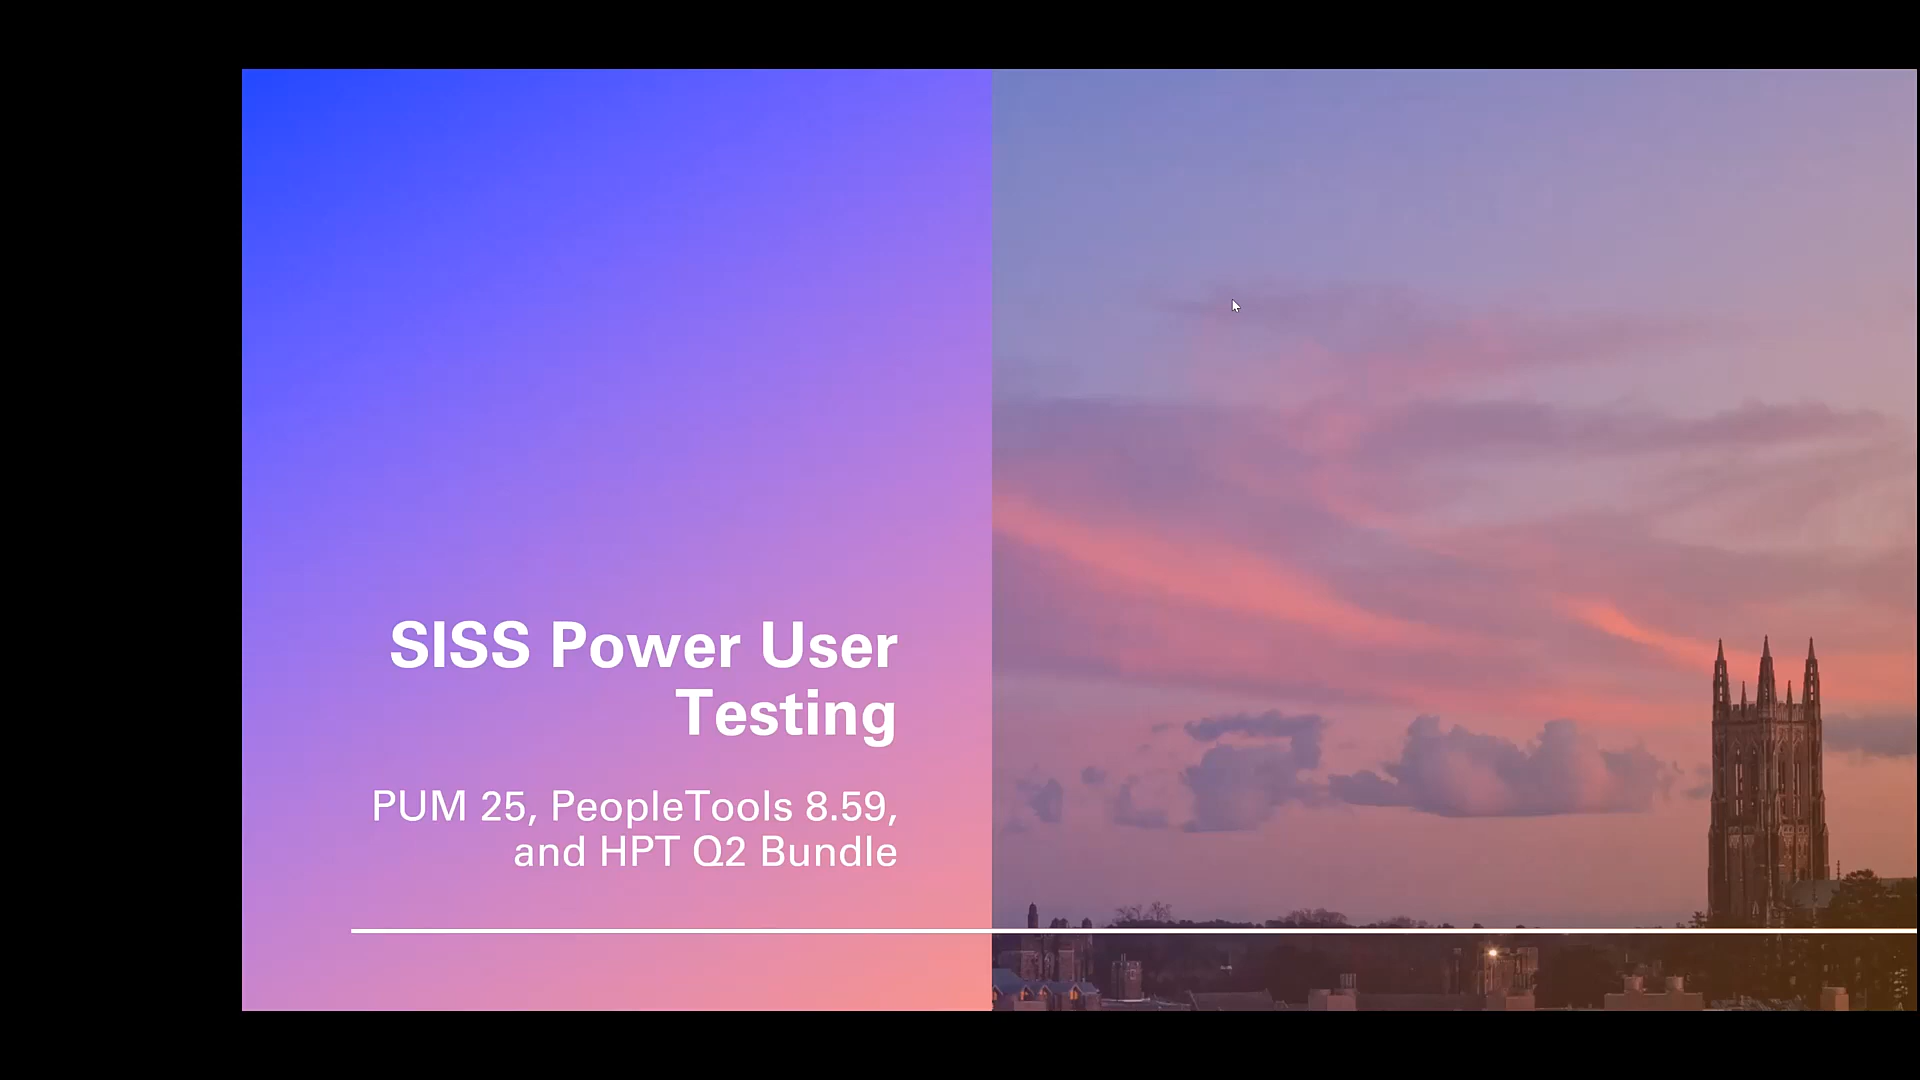 SISS Power User
Testing
PUM 25, PeopleTools 8.59,
and HPT Q2 Bundle